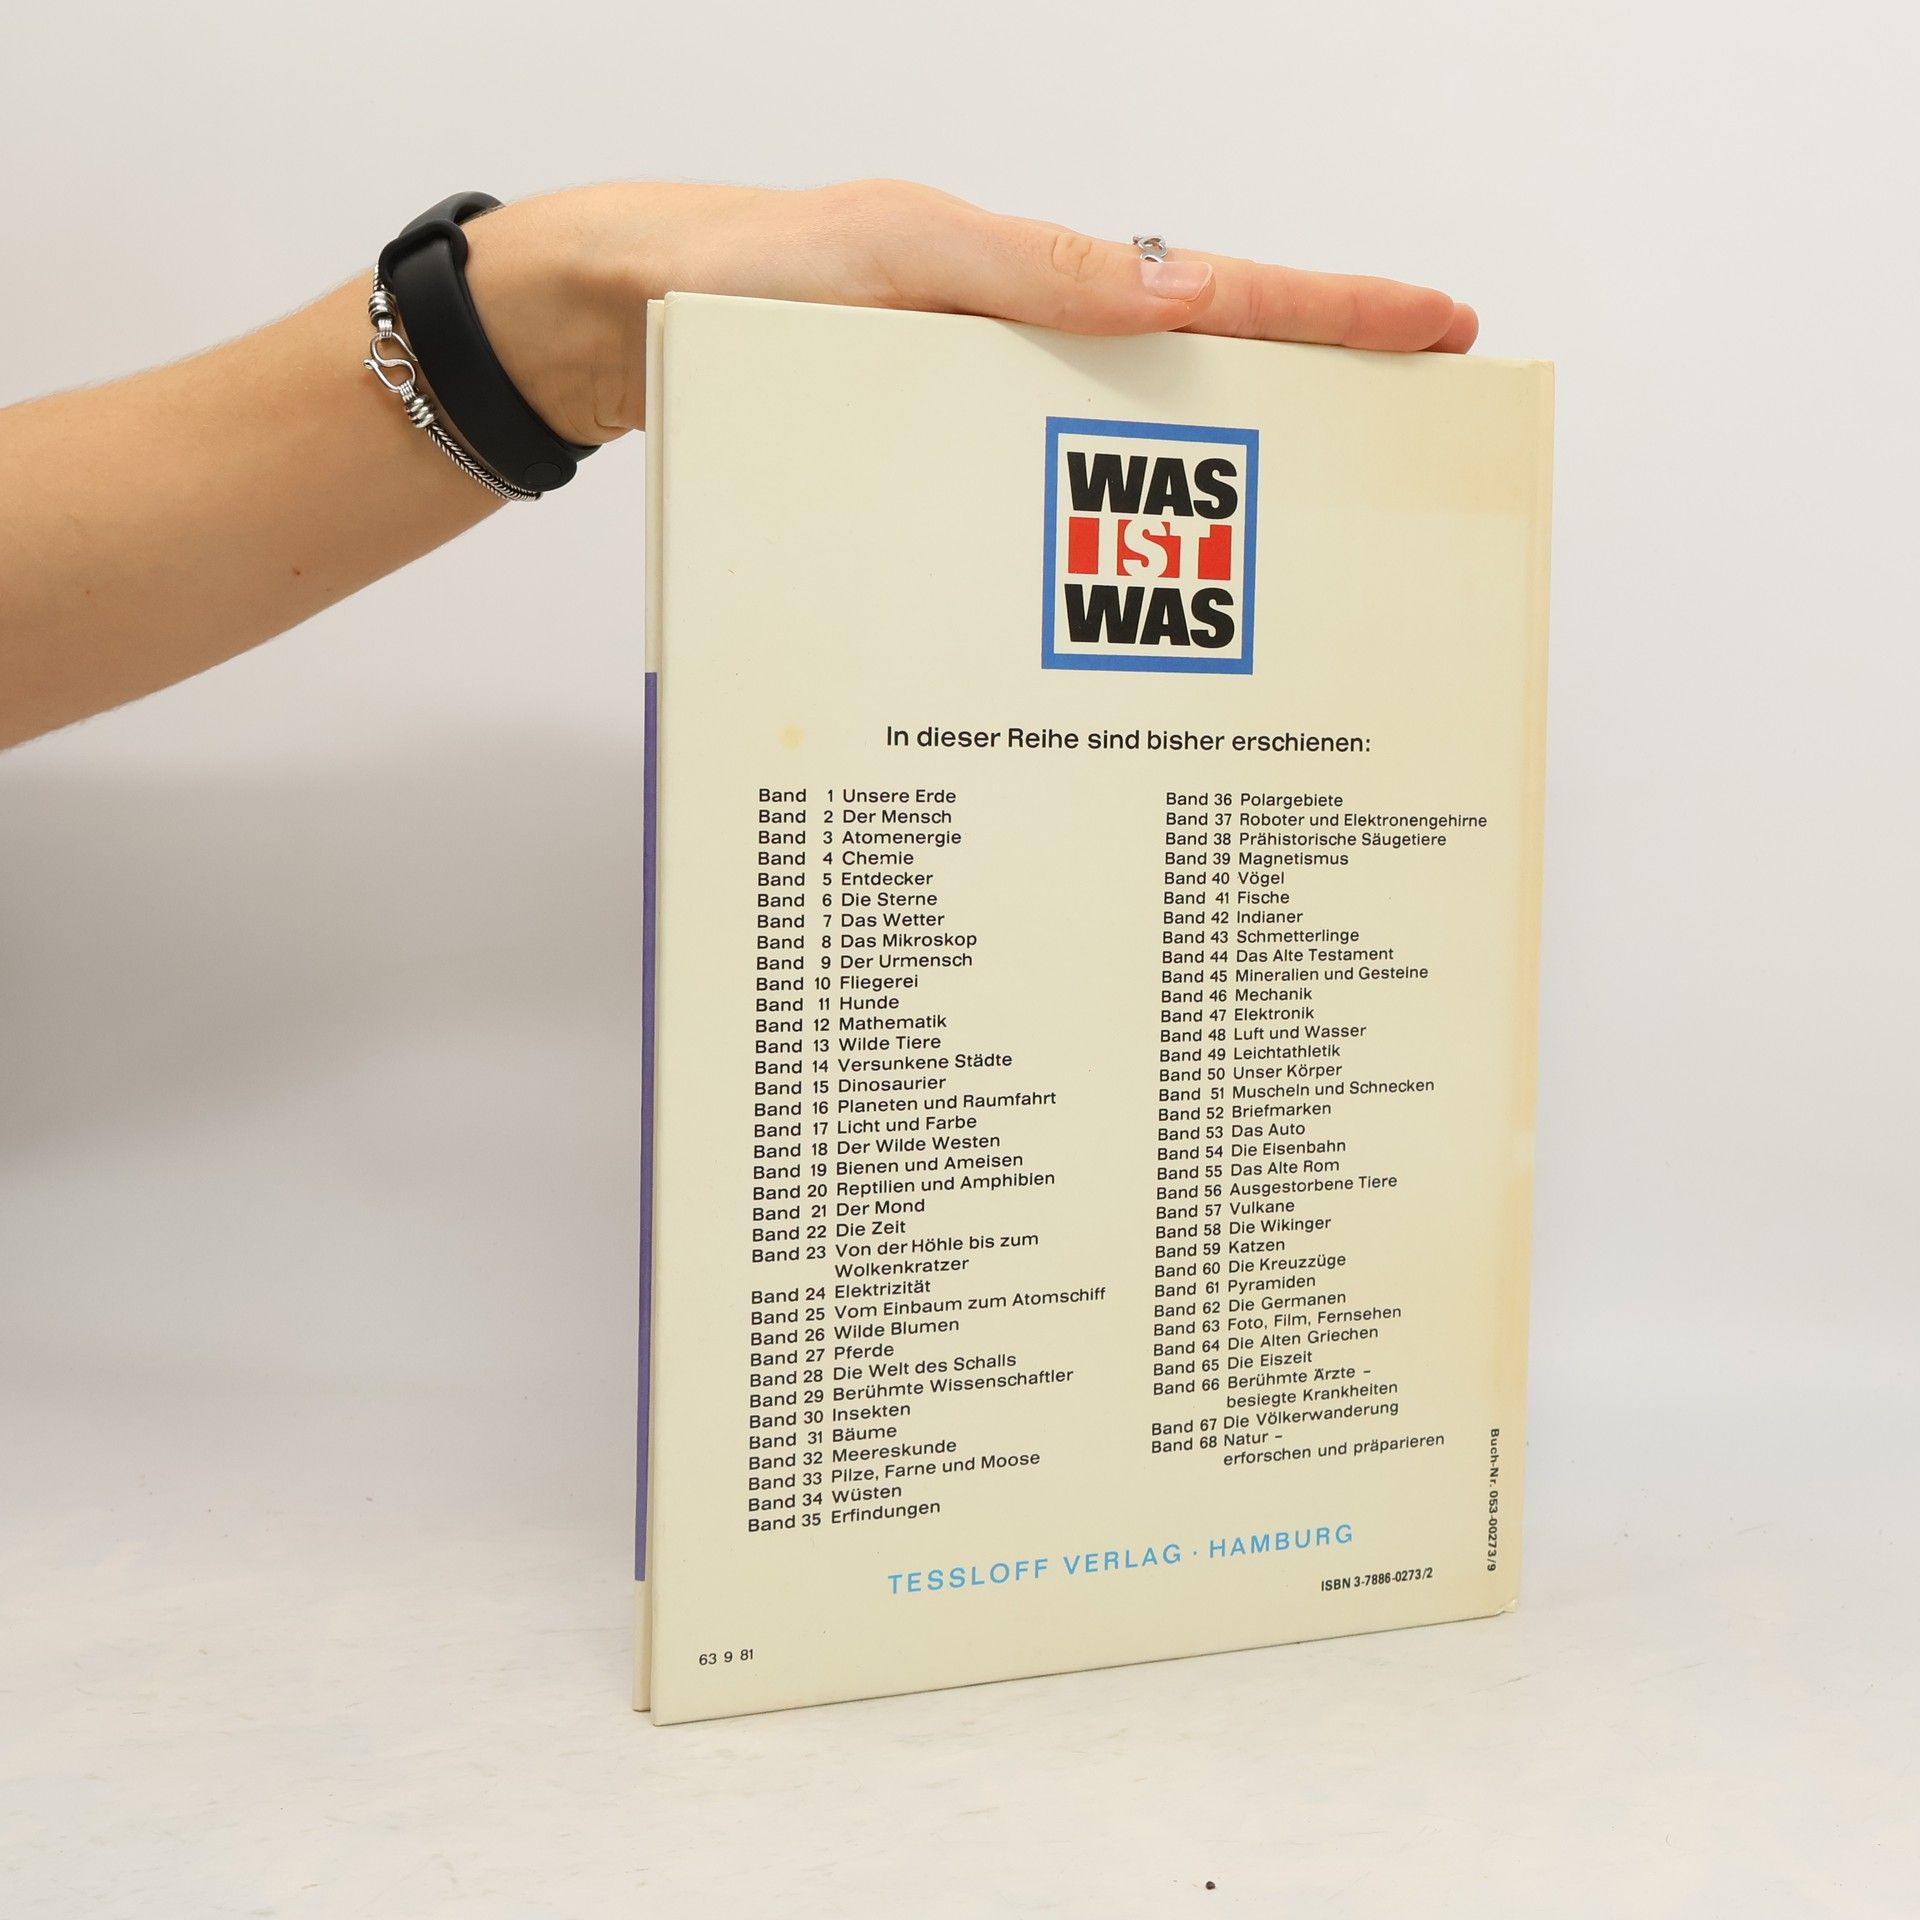 WAS
IST
WAS
In dieser Reihe sind bisher erschienen:
Band 1 Unsere Erde
Band 2 Der Mensch
Band 3 Atomenergie
Band 4 Chemie
Band 5 Entdecker
Band 6 Die Sterne
Band 7 Das Wetter
Band 8 Das Mikroskop
Band 9 Der Urmensch
Band 10 Fliegerei
Band 11 Hunde
Band 12 Mathematik
Band 13 Wilde Tiere
Band 14 Versunkene Städte
Band 15 Dinosaurier
Band 16 Planeten und Raumfahrt
Band 17 Licht und Farbe
Band 18 Der Wilde Westen
Band 19 Bienen und Ameisen
Band 20 Reptilien und Amphibien
Band 21 Der Mond
Band 22 Die Zeit
Band 23 Von der Höhle bis zum
Wolkenkratzer
Band 24 Elektrizität
Band 25 Vom Einbaum zum Atomschiff
Band 26 Wilde Blumen
Band 27 Pferde
Band 28 Die Welt des Schalls
Band 29 Berühmte Wissenschaftler
Band 30 Insekten
Band 31 Bäume
Band 32 Meereskunde
Band 33 Pilze, Farne und Moose
Band 34 Wüsten
Band 35 Erfindungen
Band 36 Polargebiete
Band 37 Roboter und Elektronengehirne
Band 38 Prähistorische Säugetiere
Band 39 Magnetismus
Band 40 Vögel
Band 41 Fische
Band 42 Indianer
Band 43 Schmetterlinge
Band 44 Das Alte Testament
Band 45 Mineralien und Gesteine
Band 46 Mechanik
Band 47 Elektronik
Band 48 Luft und Wasser
Band 49 Leichtathletik
Band 50 Unser Körper
Band 51 Muscheln und Schnecken
Band 52 Briefmarken
Band 53 Das Auto
Band 54 Die Eisenbahn
Band 55 Das Alte Rom
Band 56 Ausgestorbene Tiere
Band 57 Vulkane
Band 58 Die Wikinger
Band 59 Katzen
Band 60 Die Kreuzzüge
Band 61 Pyramiden
Band 62 Die Germanen
Band 63 Foto, Film, Fernsehen
Band 64 Die Alten Griechen
Band 65 Die Eiszeit
Band 66 Berühmte Ärzte –
besiegte Krankheiten
Band 67 Die Völkerwanderung
Band 68 Natur –
erforschen und präparieren
Buch-Nr. 053-00273/9
TESSLOFF VERLAG · HAMBURG
ISBN 3-7886-0273/2
63 9 81